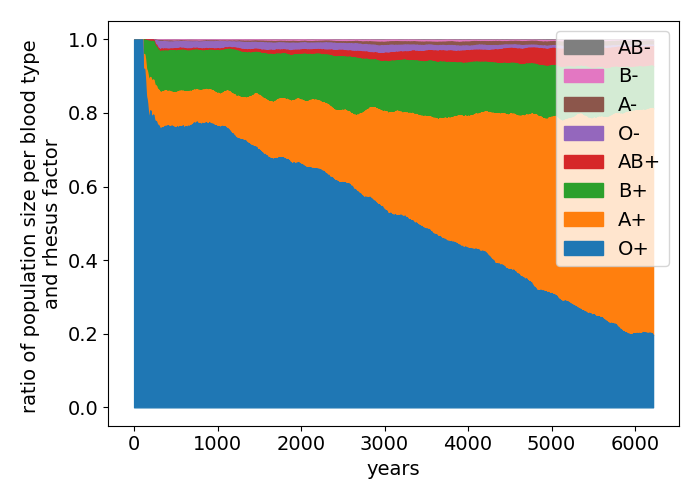 ratio of population size per blood type
and rhesus factor
1.0
0.8
0.6
0.4
0.2
0.0
0
1000
2000
3000
4000
5000
6000
years
AB-
B-
A-
O-
AB+
B+
A+
O+